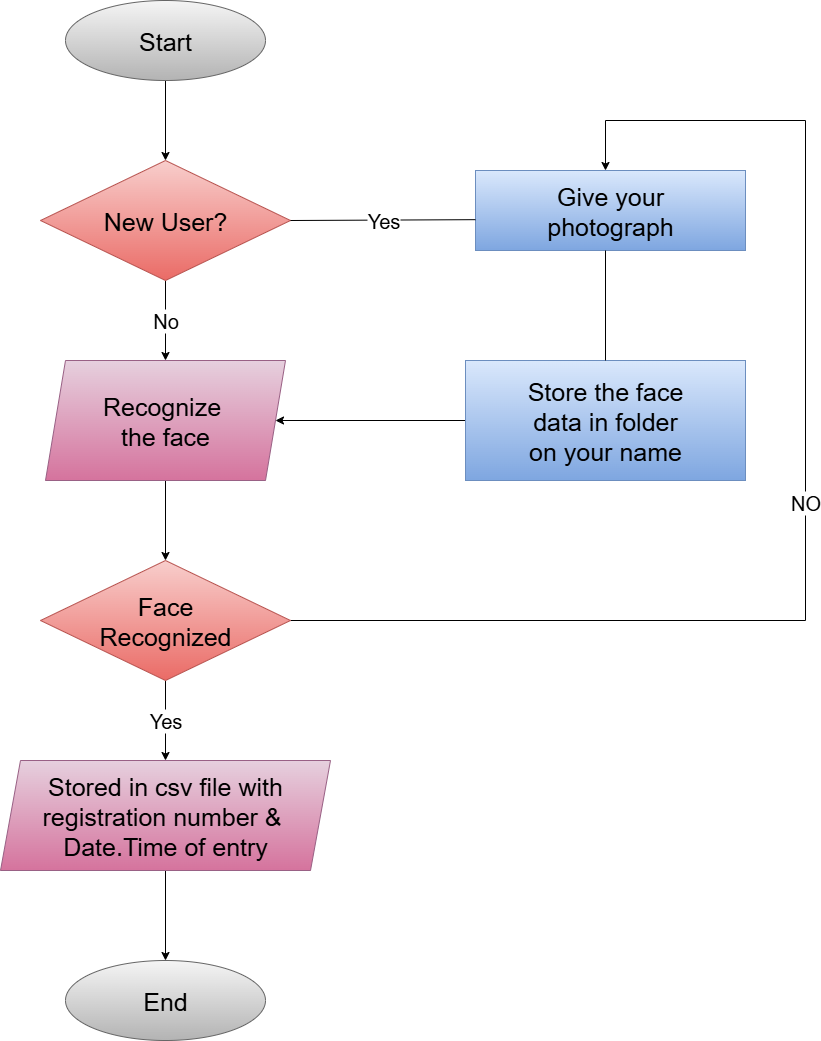 Start
New User?
Yes
Give your
photograph
No
Recognize
the face
Store the face
data in folder
on your name
NO
Face
Recognized
Yes
Stored in csv file with
registration number &
Date.Time of entry
End